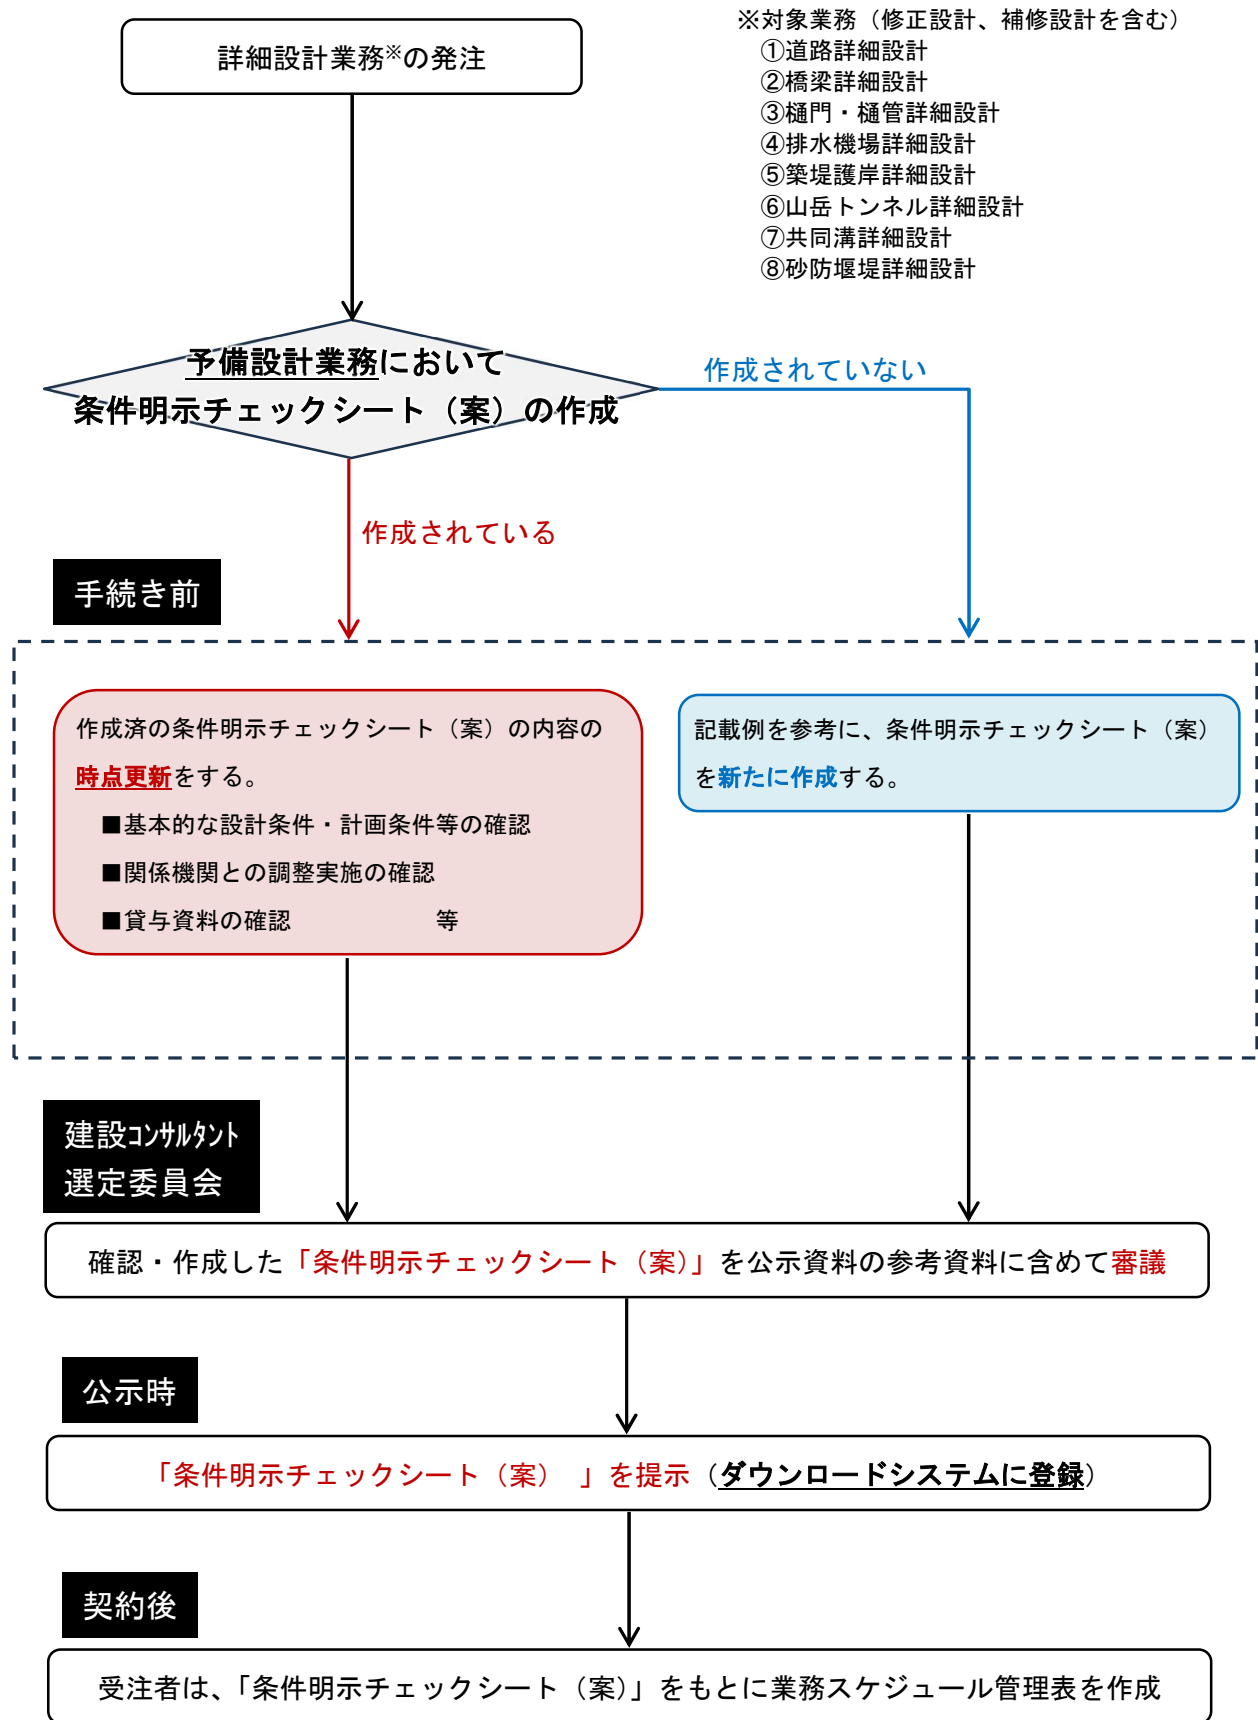 詳細設計業務※の発注
※対象業務（修正設計、補修設計を含む）
①道路詳細設計
②橋梁詳細設計
③樋門・樋管詳細設計
④排水機場詳細設計
⑤築堤護岸詳細設計
⑥山岳トンネル詳細設計
⑦共同溝詳細設計
⑧砂防堰堤詳細設計
予備設計業務において
条件明示チェックシート（案）の作成
作成されていない
作成されている
手続き前
作成済の条件明示チェックシート（案）の内容の
時点更新をする。
■基本的な設計条件・計画条件等の確認
■関係機関との調整実施の確認
■貸与資料の確認　　　　　　等
記載例を参考に、条件明示チェックシート（案）
を新たに作成する。
建設ｺﾝｻﾙﾀﾝﾄ
選定委員会
確認・作成した「条件明示チェックシート（案）」を公示資料の参考資料に含めて審議
公示時
「条件明示チェックシート（案）　」を提示（ダウンロードシステムに登録）
契約後
受注者は、「条件明示チェックシート（案）」をもとに業務スケジュール管理表を作成